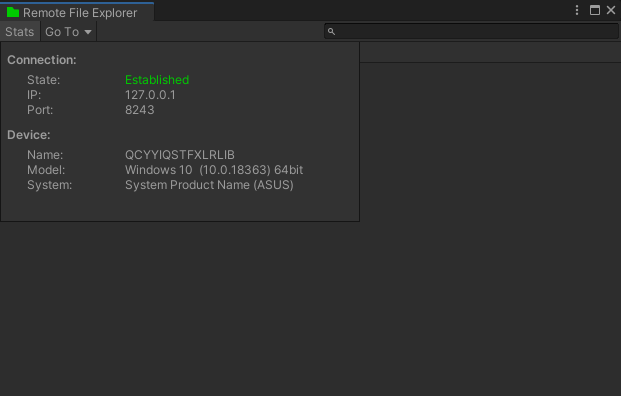 Remote File Explorer
Stats Go To
Connection:
State: Established
IP: 127.0.0.1
Port: 8243
Device:
Name: QCYYIQSTFXLRLIB
Model: Windows 10 (10.0.18363) 64bit
System: System Product Name (ASUS)